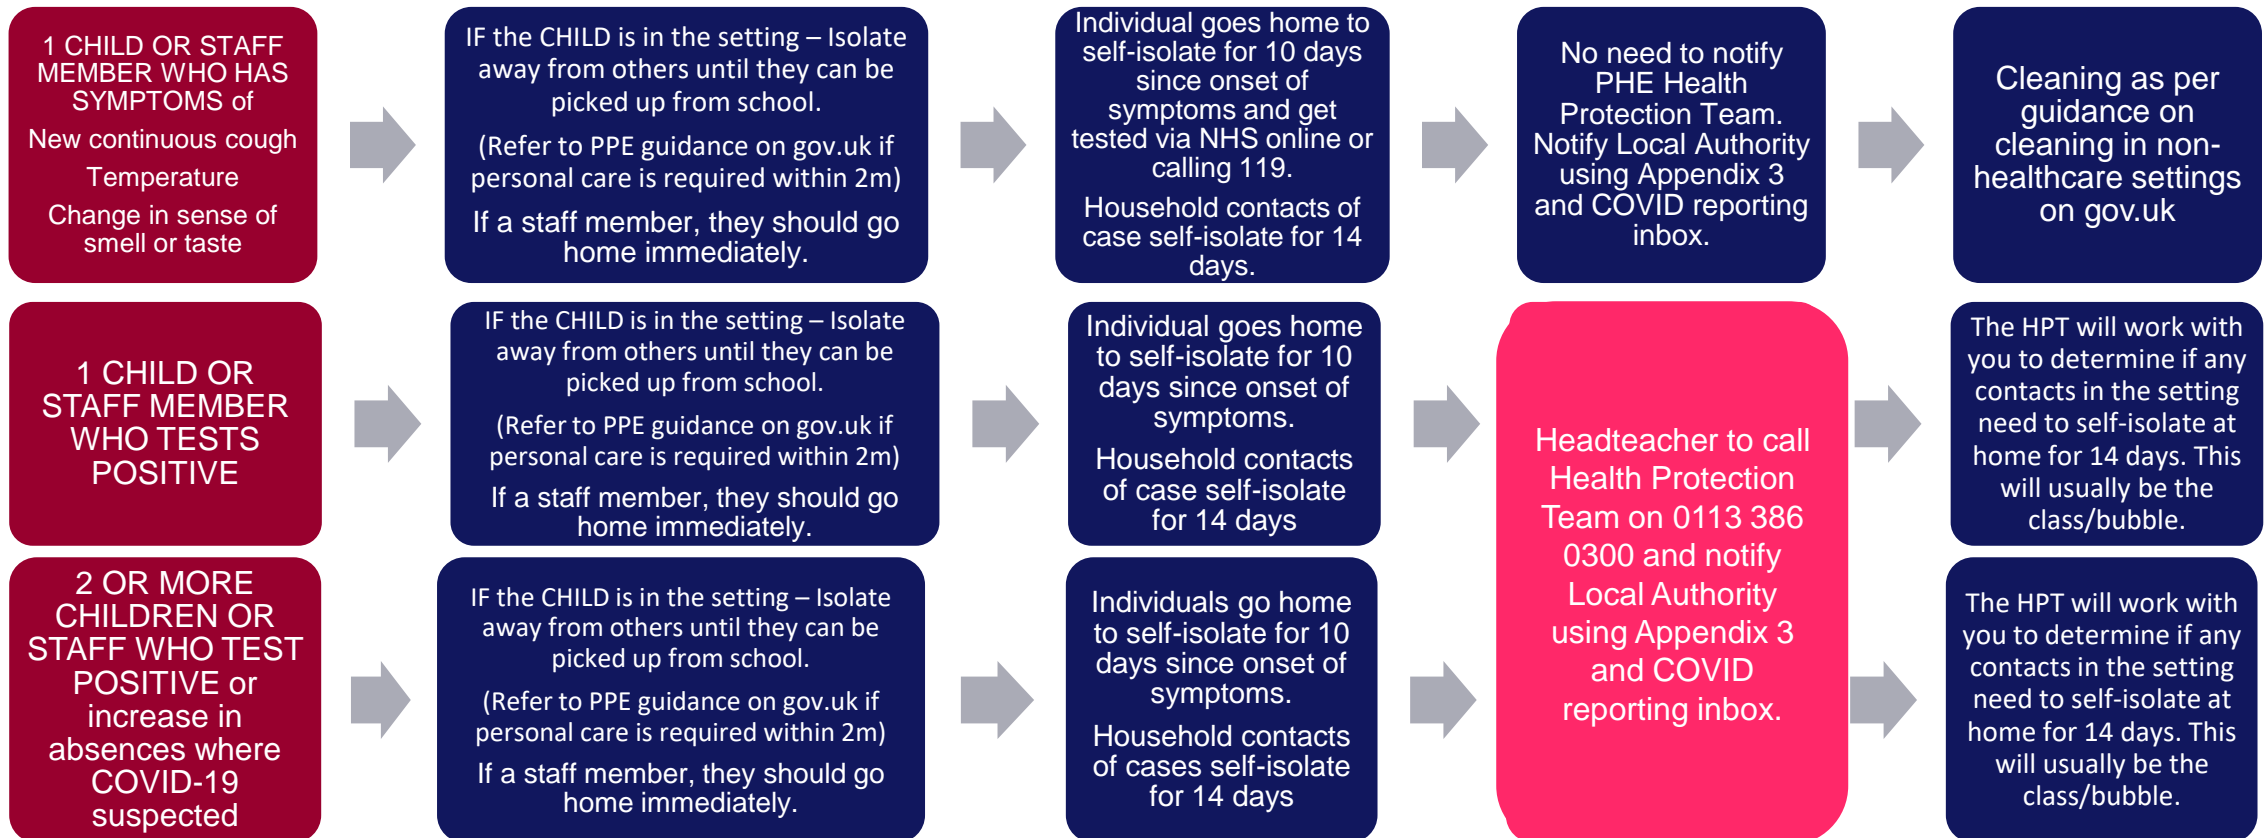 1 CHILD OR STAFF
MEMBER WHO HAS
SYMPTOMS of
New continuous cough
Temperature
Change in sense of
smell or taste
IF the CHILD is in the setting – Isolate
away from others until they can be
picked up from school.
(Refer to PPE guidance on gov.uk if
personal care is required within 2m)
If a staff member, they should go
home immediately.
Individual goes home to
self-isolate for 10 days
since onset of
symptoms and get
tested via NHS online or
calling 119.
Household contacts of
case self-isolate for 14
days.
No need to notify
PHE Health
Protection Team.
Notify Local Authority
using Appendix 3
and COVID reporting
inbox.
Cleaning as per
guidance on
cleaning in non-
healthcare settings
on gov.uk
1 CHILD OR
STAFF MEMBER
WHO TESTS
POSITIVE
IF the CHILD is in the setting – Isolate
away from others until they can be
picked up from school.
(Refer to PPE guidance on gov.uk if
personal care is required within 2m)
If a staff member, they should go
home immediately.
Individual goes home
to self-isolate for 10
days since onset of
symptoms.
Household contacts
of case self-isolate
for 14 days
Headteacher to call
Health Protection
Team on 0113 386
0300 and notify
Local Authority
using Appendix 3
and COVID
reporting inbox.
The HPT will work with
you to determine if any
contacts in the setting
need to self-isolate at
home for 14 days. This
will usually be the
class/bubble.
2 OR MORE
CHILDREN OR
STAFF WHO TEST
POSITIVE or
increase in
absences where
COVID-19
suspected
IF the CHILD is in the setting – Isolate
away from others until they can be
picked up from school.
(Refer to PPE guidance on gov.uk if
personal care is required within 2m)
If a staff member, they should go
home immediately.
Individuals go home
to self-isolate for 10
days since onset of
symptoms.
Household contacts
of cases self-isolate
for 14 days
The HPT will work with
you to determine if any
contacts in the setting
need to self-isolate at
home for 14 days. This
will usually be the
class/bubble.